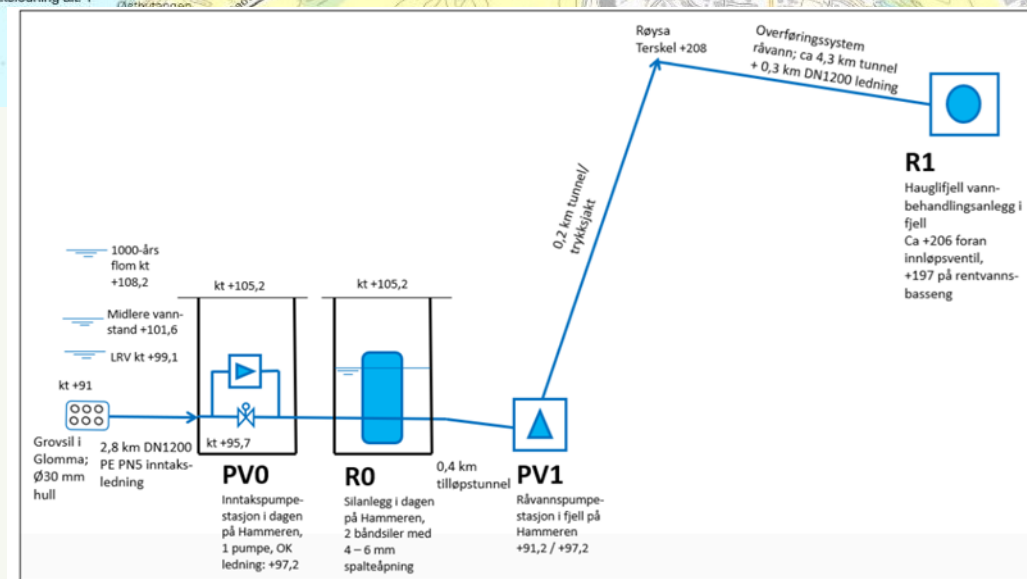 Østbutangen
Røysa
Terskel +208
Overføringssystem
råvann; ca 4,3 km tunnel
+ 0,3 km DN1200 ledning
R1
Hauglifjell vann-
behandlingsanlegg i
fjell
Ca +206 foran
innløpsventil,
+197 på rentvanns-
basseng
0,2 km tunnel/
trykksjakt
1000-års
flom kt
+108,2
Midlere vann-
stand +101,6
LRV kt +99,1
kt +91
Grovsil i
Glomma;
Ø30 mm
hull
2,8 km DN1200
PE PN5 inntaks-
ledning
kt +105,2
kt +95,7
PV0
Inntakspumpe-
stasjon i dagen
på Hammeren,
1 pumpe, OK
ledning: +97,2
kt +105,2
R0
Silanlegg i dagen
på Hammeren,
2 båndsiler med
4 – 6 mm
spalteåpning
0,4 km
tilløpstunnel
PV1
Råvannspumpe-
stasjon i fjell på
Hammeren
+91,2 / +97,2